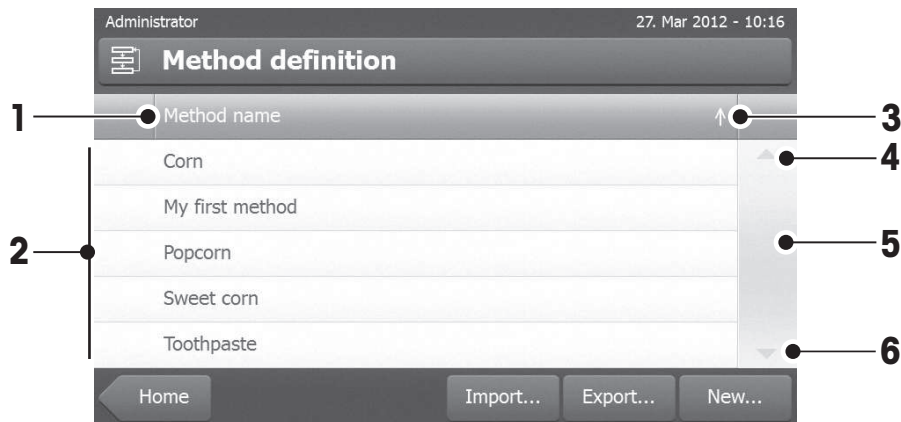 Administrator 27. Mar 2012 - 10:16
Method definition
1 Method name 3
Corn 4
My first method
2 Popcorn 5
Sweet corn
Toothpaste 6
Home Import... Export... New...